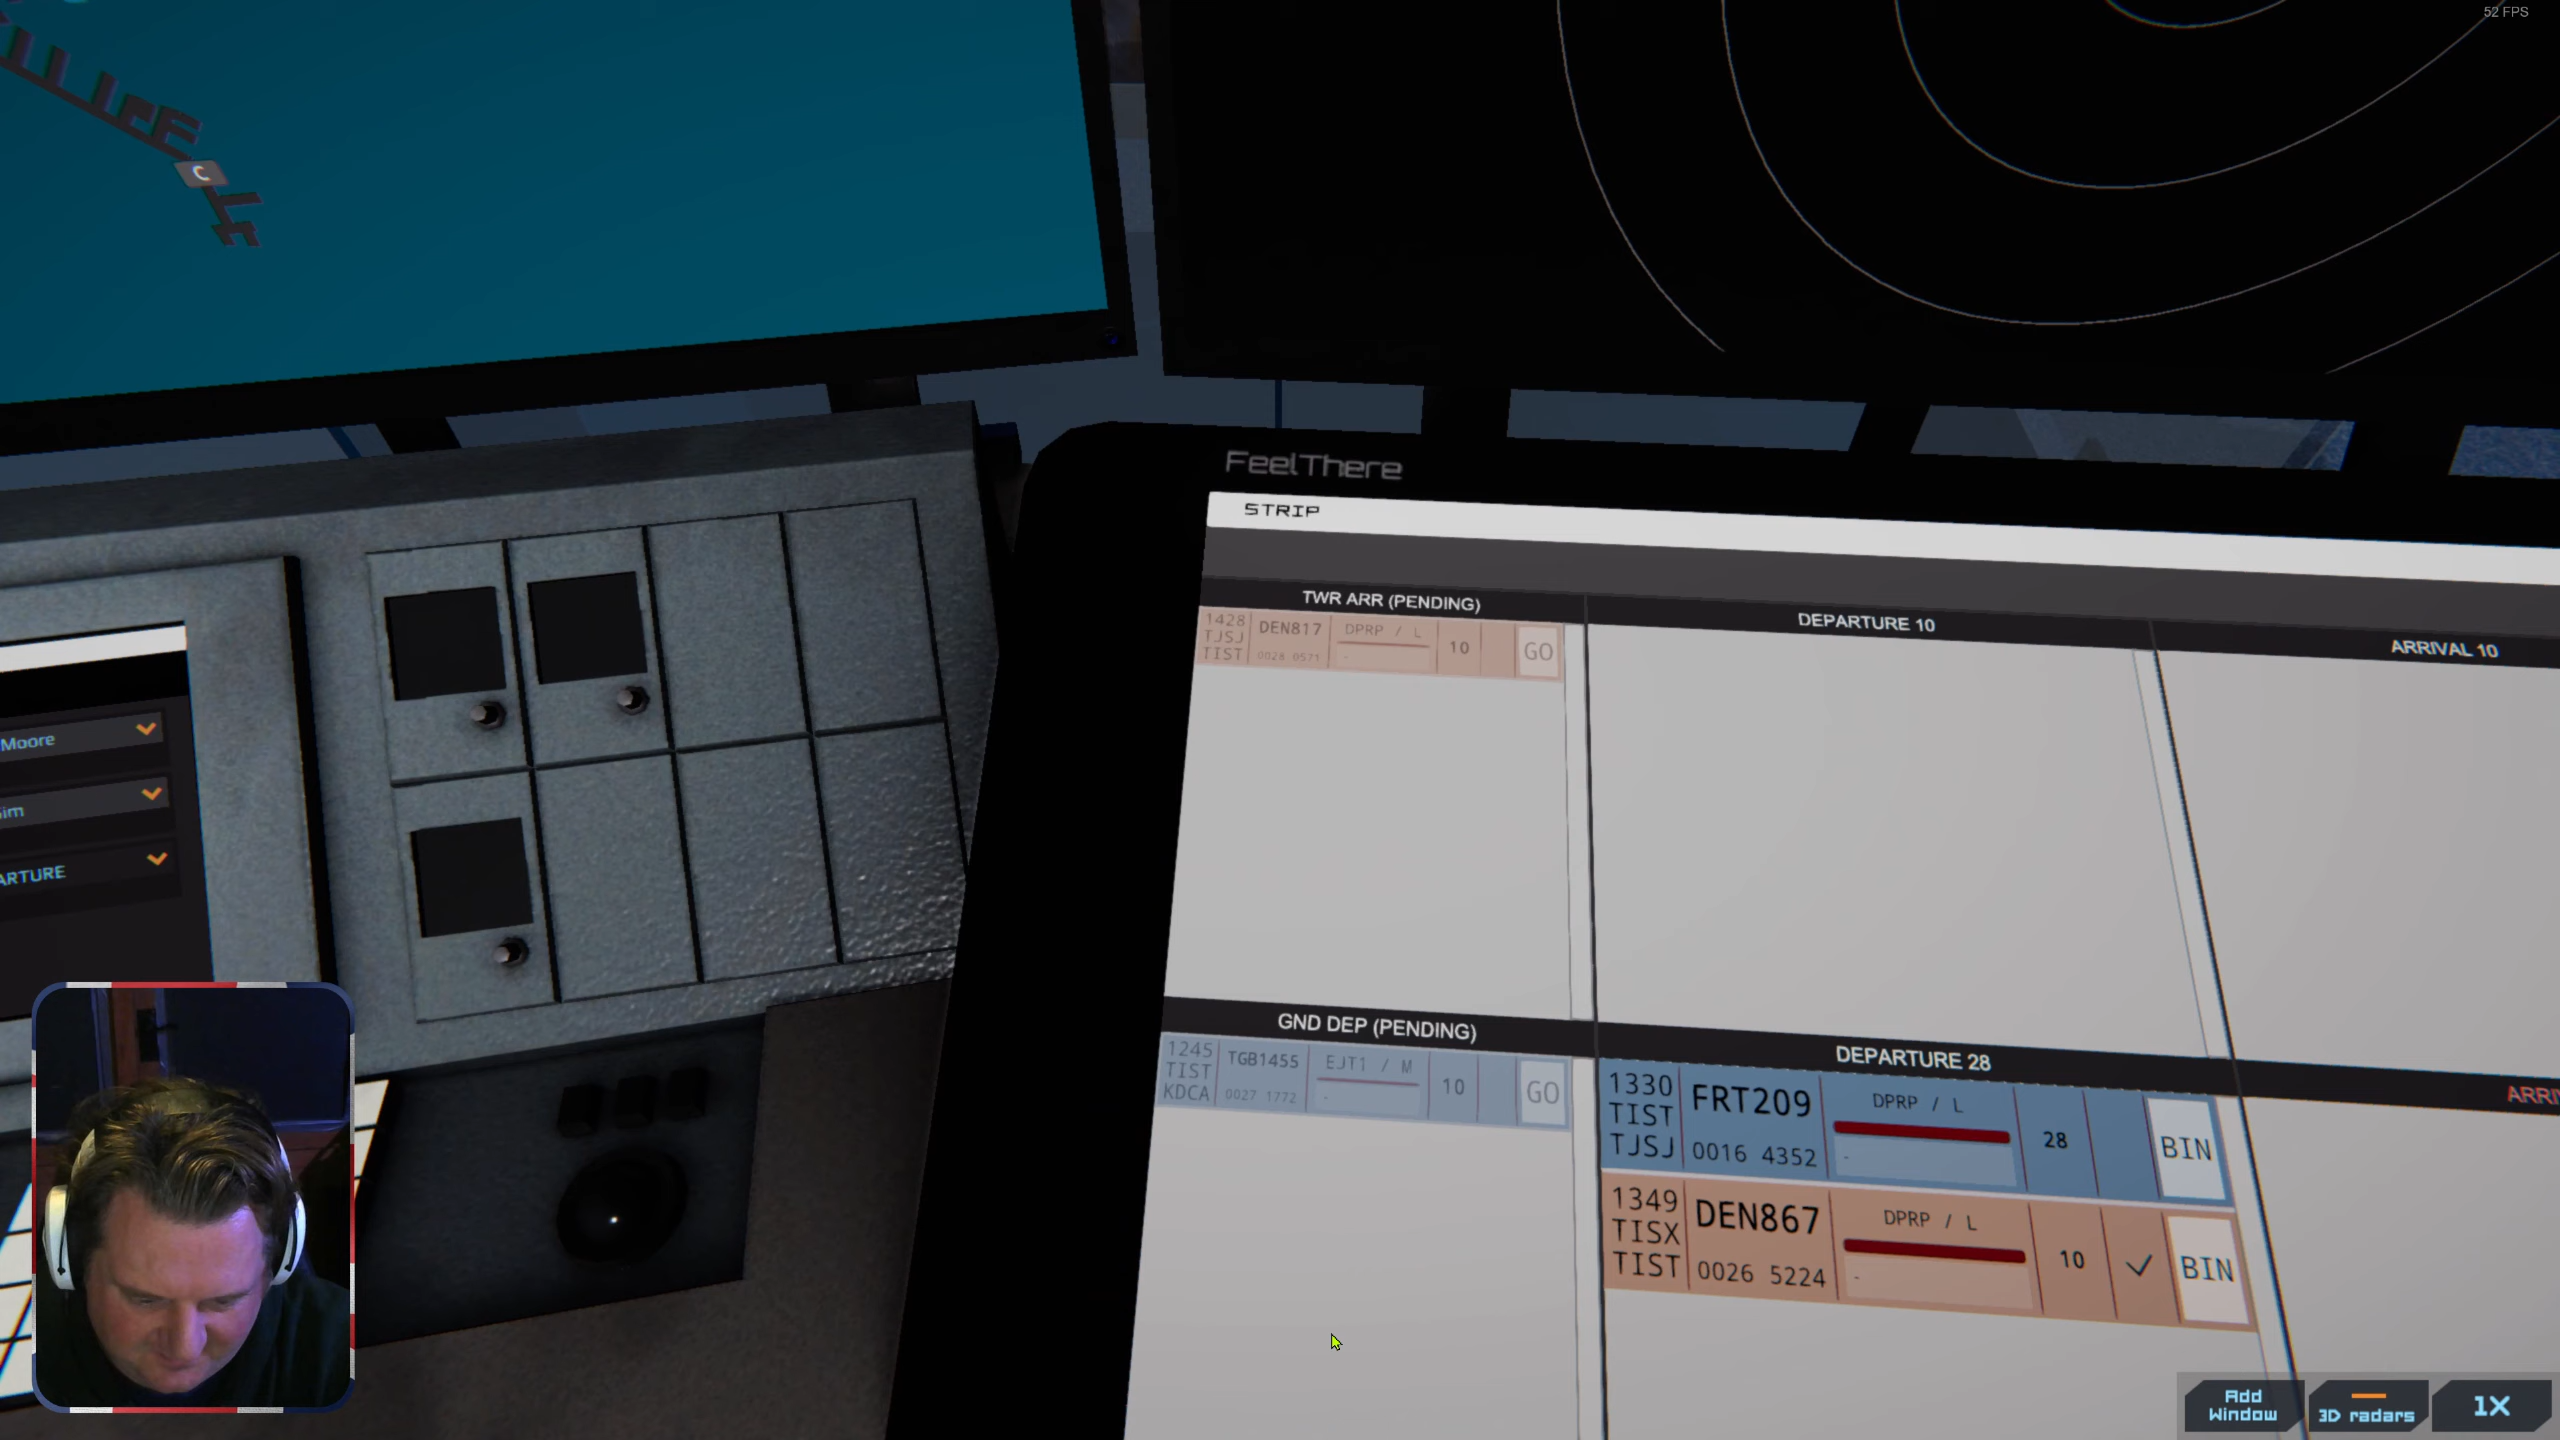 52 FPS
C
FeelThere
STRIP
TWR ARR (PENDING)
DEPARTURE 10
ARRIVAL 10
1428
TJSJ
TIST
DEN817
0028 0571
DPRP / L
-
10
GO
Moore
im
ARTURE
GND DEP (PENDING)
1245
TIST
KDCA
TGB1455
0027 1772
EJT1 / M
-
10
GO
DEPARTURE 28
ARRI
1330
TIST
TJSJ
FRT209
0016 4352
DPRP / L
-
28
BIN
1349
TISX
TIST
DEN867
0026 5224
DPRP / L
-
10
✓
BIN
Add
Window
3D radars
1X